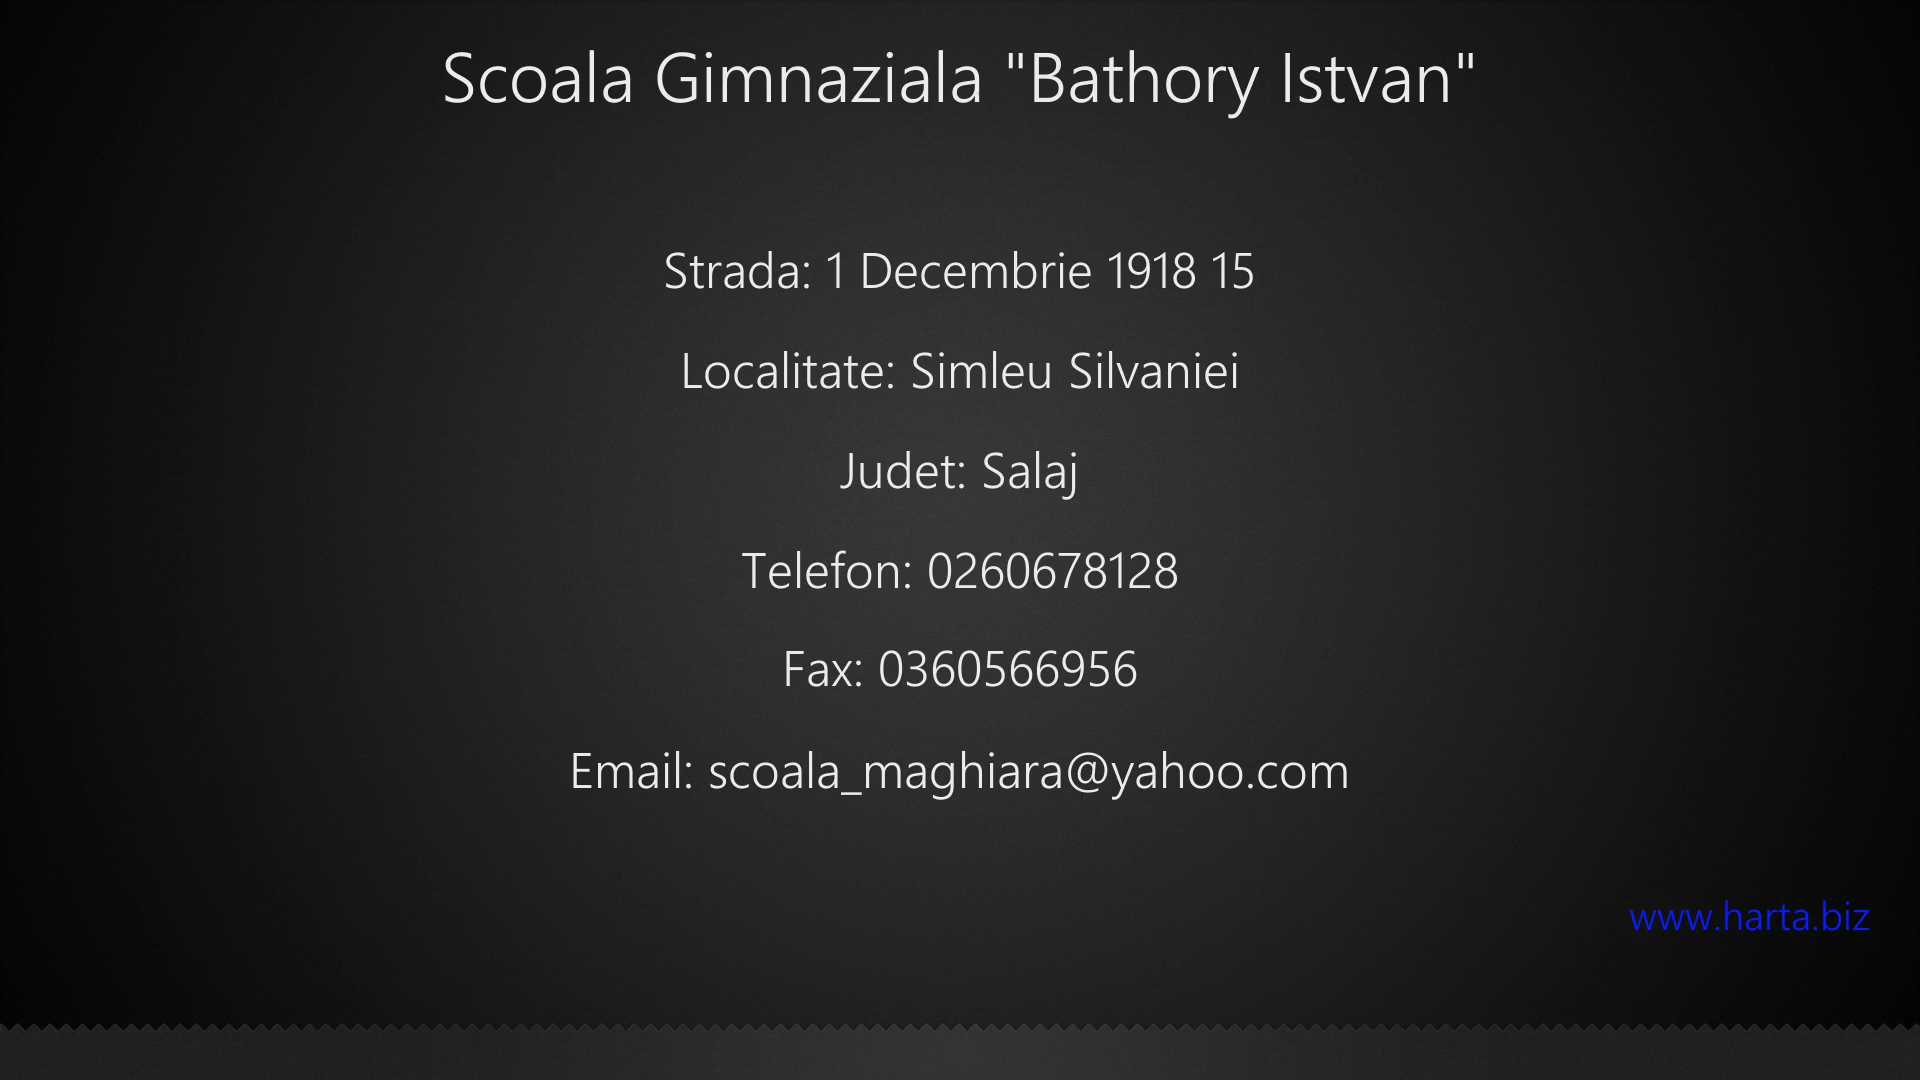 Scoala Gimnaziala "Bathory Istvan"
Strada: 1 Decembrie 1918 15
Localitate: Simleu Silvaniei
Judet: Salaj
Telefon: 0260678128
Fax: 0360566956
Email: scoala_maghiara@yahoo.com
www.harta.biz